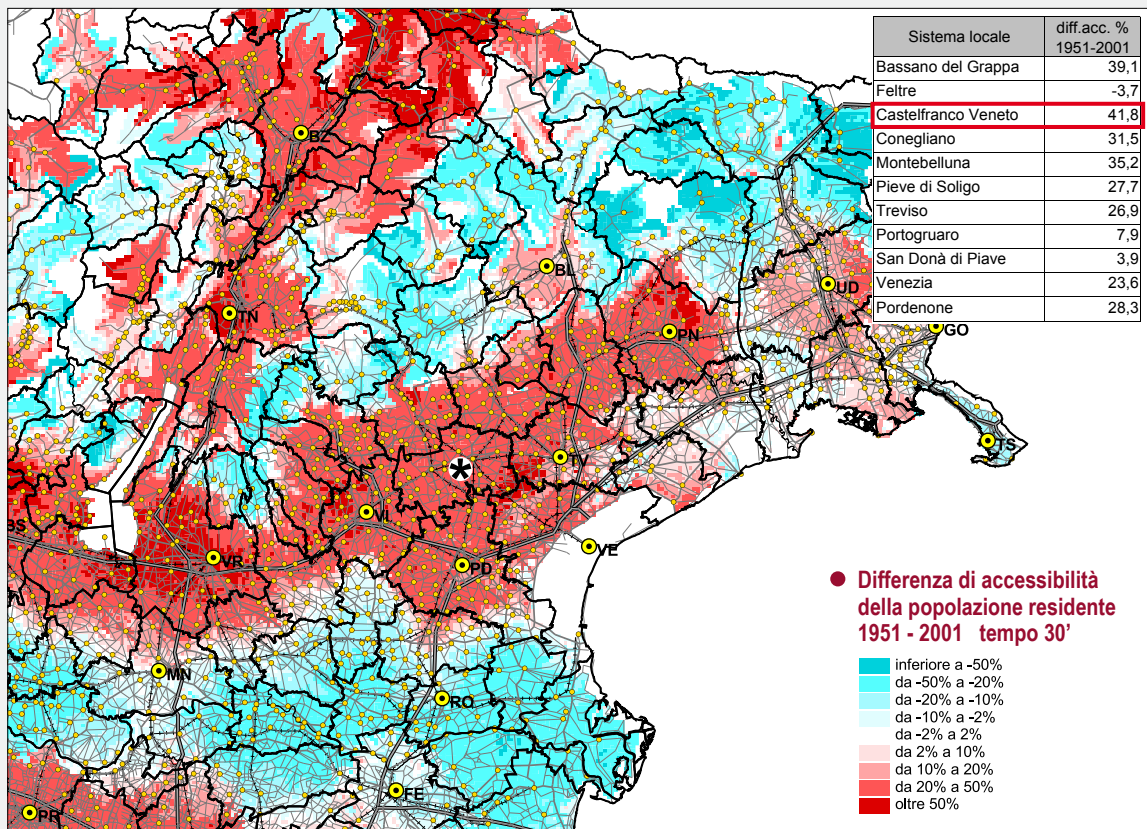 Sistema locale
diff.acc. %
1951-2001
Bassano del Grappa 39,1
Feltre -3,7
Castelfranco Veneto 41,8
Conegliano 31,5
Montebelluna 35,2
Pieve di Soligo 27,7
Treviso 26,9
Portogruaro 7,9
San Donà di Piave 3,9
Venezia 23,6
Pordenone 28,3
BZ
BL
UD
TN
GO
PN
TS
*
VI
BS
VR
PD
VE
MN
RO
FE
PR
● Differenza di accessibilità
della popolazione residente
1951 - 2001 tempo 30’
inferiore a -50%
da -50% a -20%
da -20% a -10%
da -10% a -2%
da -2% a 2%
da 2% a 10%
da 10% a 20%
da 20% a 50%
oltre 50%